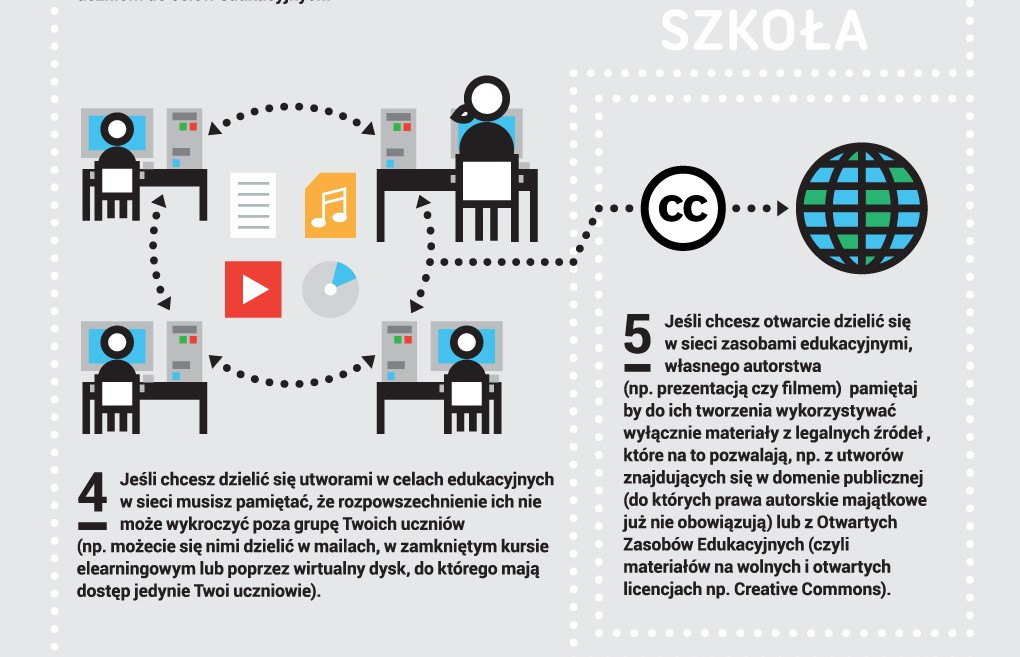 SZKOŁA
CC
5
Jeśli chcesz otwarcie dzielić się
w sieci zasobami edukacyjnymi,
własnego autorstwa
(np. prezentacją czy filmem) pamiętaj
by do ich tworzenia wykorzystywać
wyłącznie materiały z legalnych źródeł ,
które na to pozwalają, np. z utworów
znajdujących się w domenie publicznej
(do których prawa autorskie majątkowe
już nie obowiązują) lub z Otwartych
Zasobów Edukacyjnych (czyli
materiałów na wolnych i otwartych
licencjach np. Creative Commons).
4
Jeśli chcesz dzielić się utworami w celach edukacyjnych
w sieci musisz pamiętać, że rozpowszechnienie ich nie
może wykroczyć poza grupę Twoich uczniów
(np. możecie się nimi dzielić w mailach, w zamkniętym kursie
elearningowym lub poprzez wirtualny dysk, do którego mają
dostęp jedynie Twoi uczniowie).